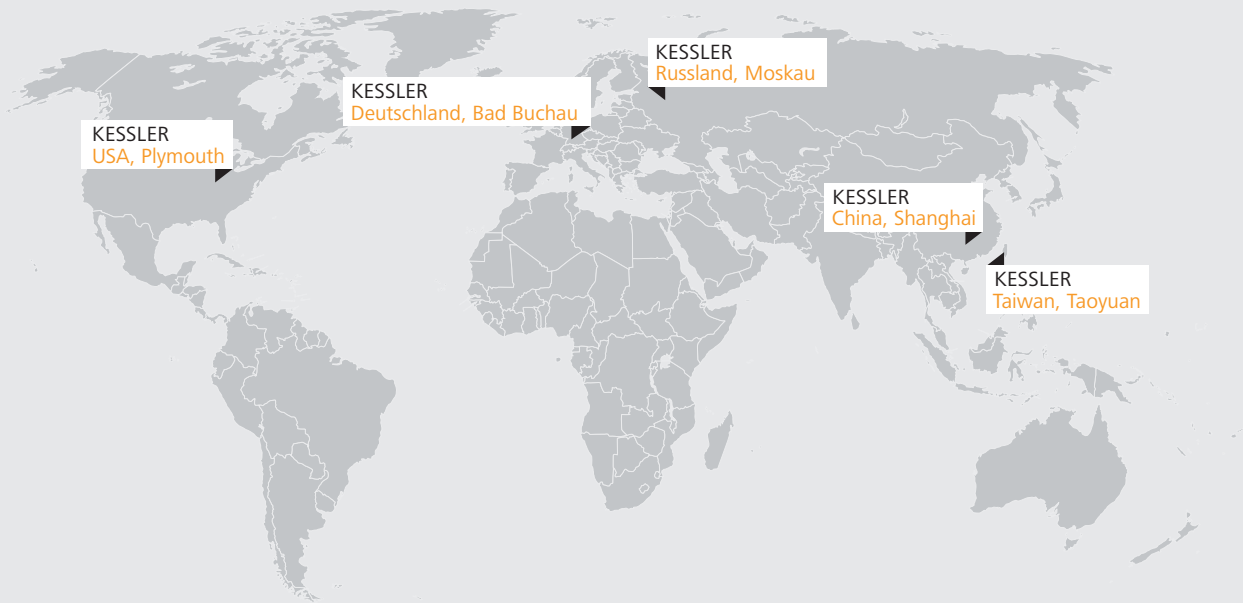 KESSLER
Russland, Moskau
KESSLER
Deutschland, Bad Buchau
KESSLER
USA, Plymouth
KESSLER
China, Shanghai
KESSLER
Taiwan, Taoyuan